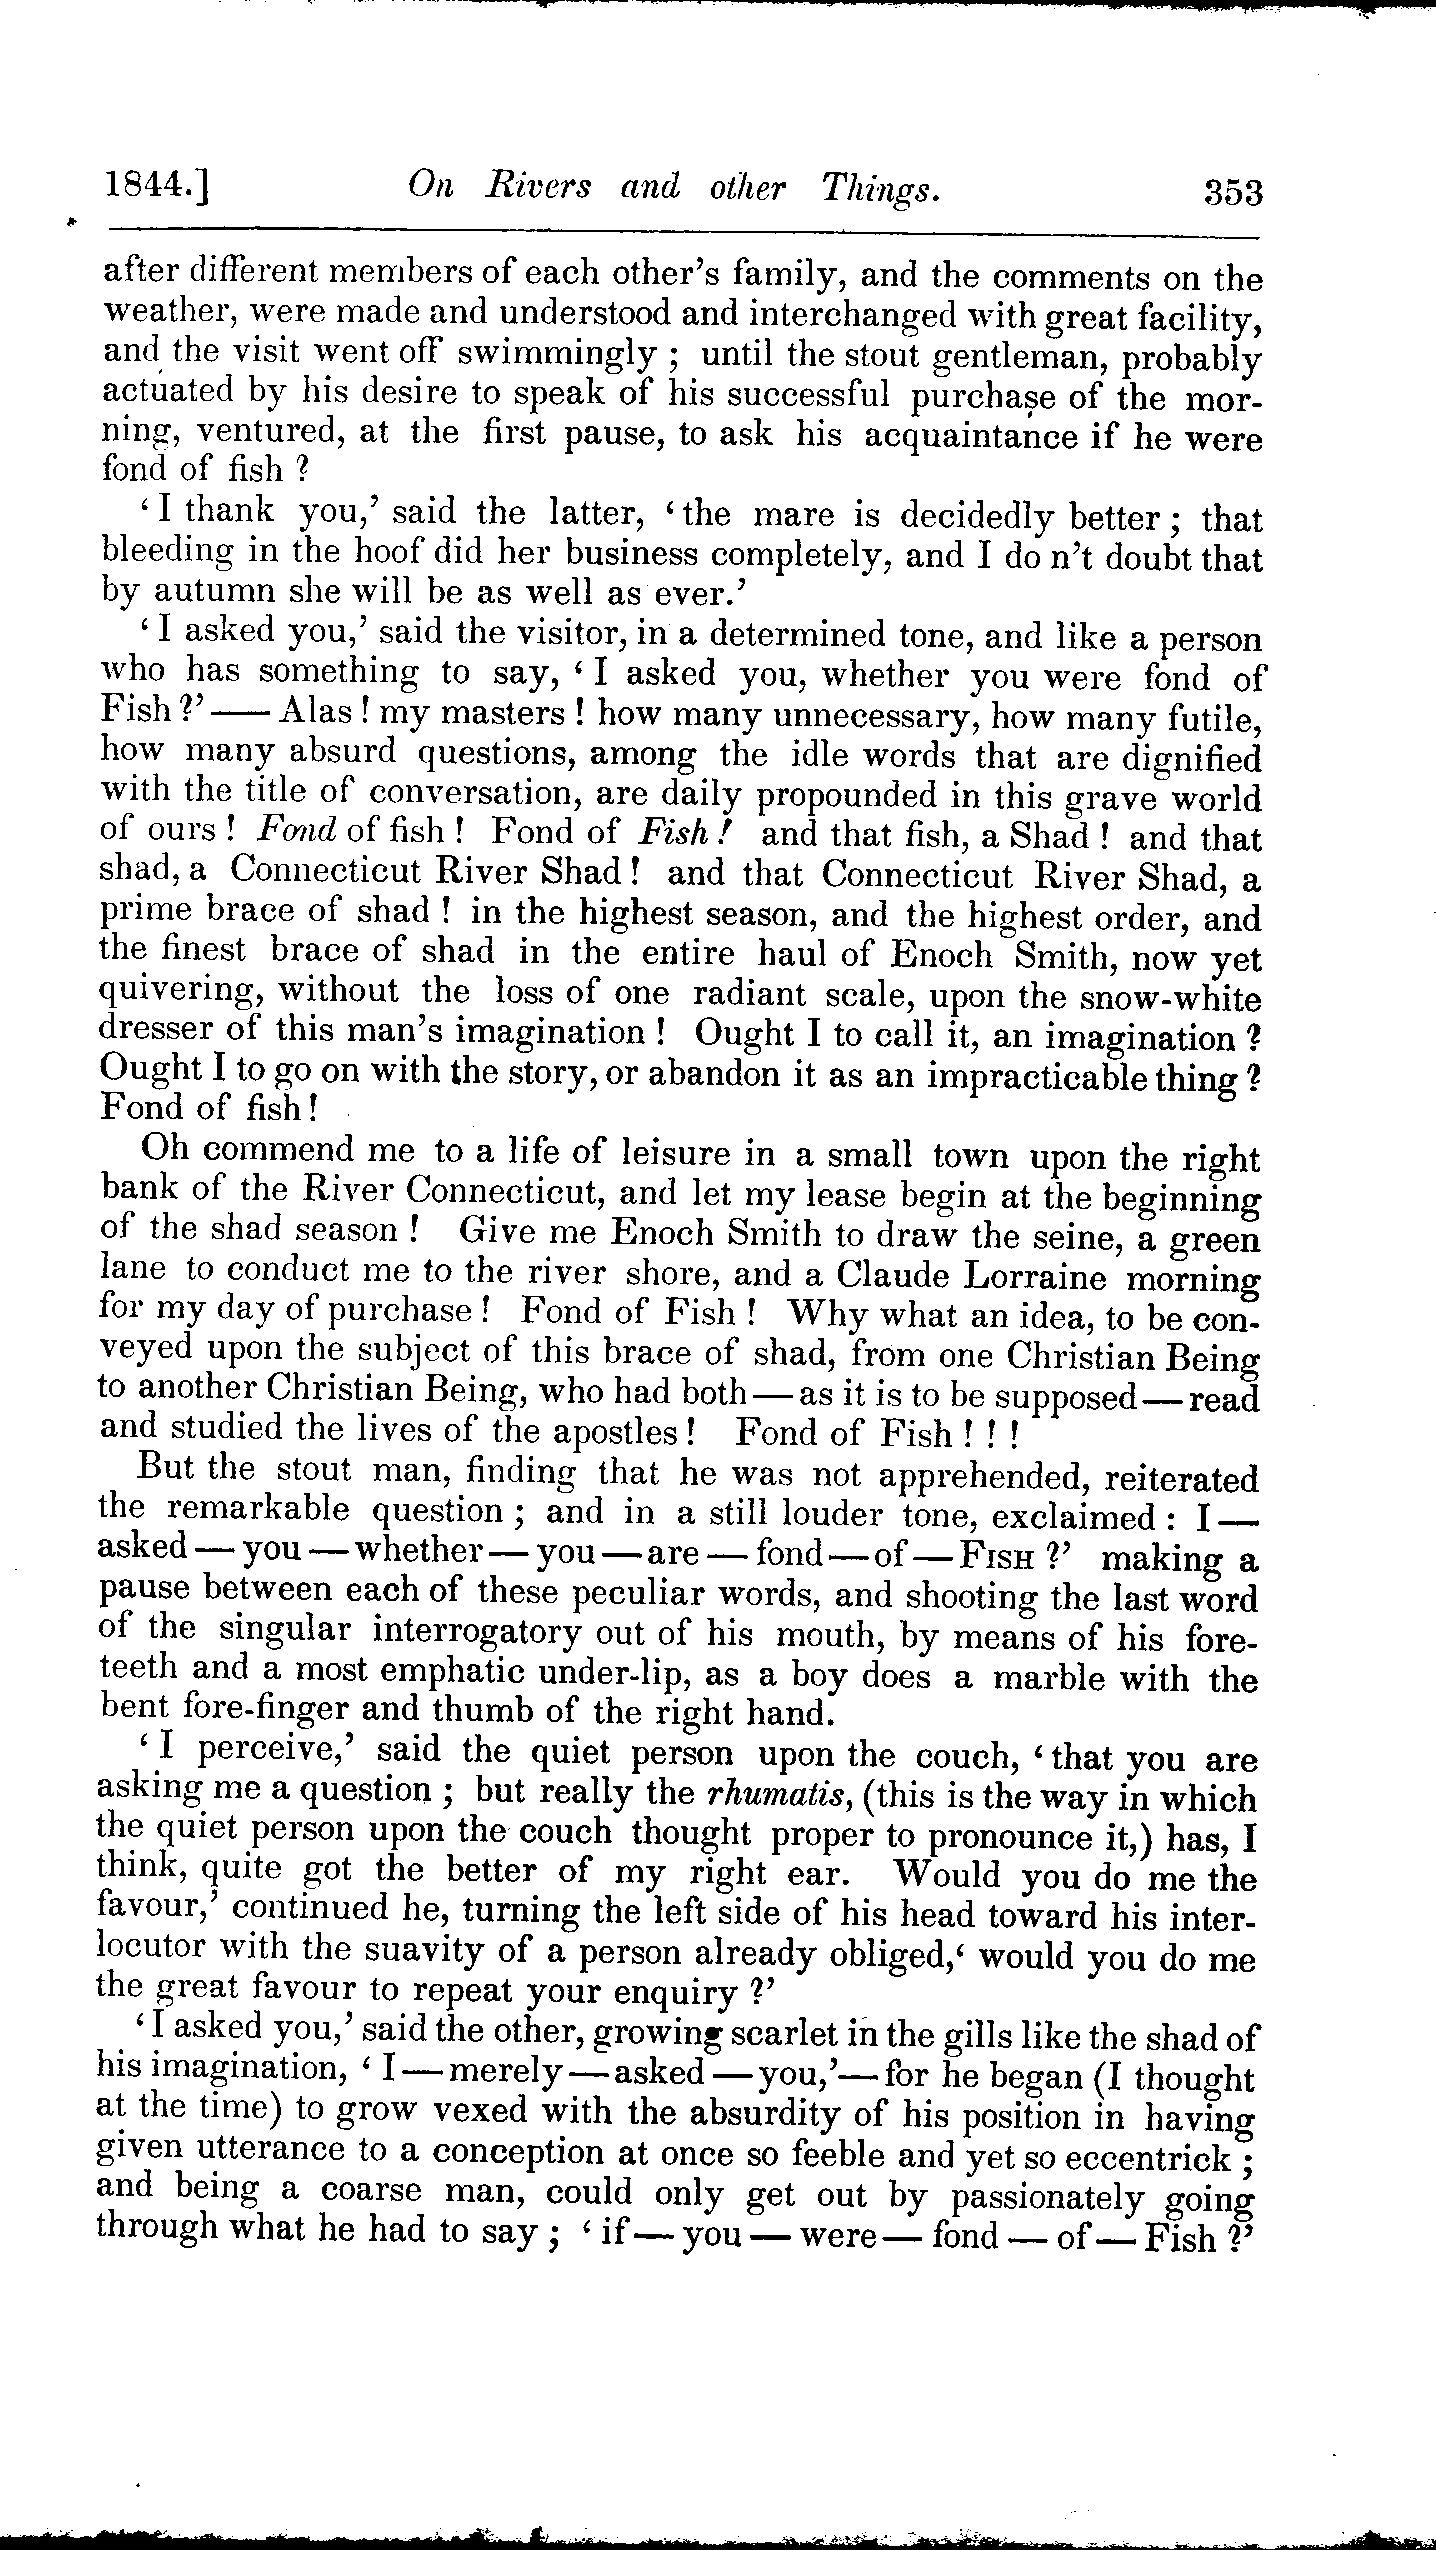 1844.] On Rivers and other Things. 353
after different members of each other's family, and the comments on the
weather, were made and understood and interchanged with great facility,
and the visit went off swimmingly ; until the stout gentleman, probably
actuated by his desire to speak of his successful purchase of the mor-
ning, ventured, at the first pause, to ask his acquaintance if he were
fond of fish ?
‘I thank you,’ said the latter, ‘the mare is decidedly better ; that
bleeding in the hoof did her business completely, and I do n't doubt that
by autumn she will be as well as ever.’
‘I asked you,’ said the visitor, in a determined tone, and like a person
who has something to say, ‘I asked you, whether you were fond of
Fish ?’ —— Alas ! my masters ! how many unnecessary, how many futile,
how many absurd questions, among the idle words that are dignified
with the title of conversation, are daily propounded in this grave world
of ours ! Fond of fish ! Fond of Fish ! and that fish, a Shad ! and that
shad, a Connecticut River Shad ! and that Connecticut River Shad, a
prime brace of shad ! in the highest season, and the highest order, and
the finest brace of shad in the entire haul of Enoch Smith, now yet
quivering, without the loss of one radiant scale, upon the snow-white
dresser of this man's imagination ! Ought I to call it, an imagination ?
Ought I to go on with the story, or abandon it as an impracticable thing ?
Fond of fish !
Oh commend me to a life of leisure in a small town upon the right
bank of the River Connecticut, and let my lease begin at the beginning
of the shad season ! Give me Enoch Smith to draw the seine, a green
lane to conduct me to the river shore, and a Claude Lorraine morning
for my day of purchase ! Fond of Fish ! Why what an idea, to be con-
veyed upon the subject of this brace of shad, from one Christian Being
to another Christian Being, who had both — as it is to be supposed — read
and studied the lives of the apostles ! Fond of Fish ! ! !
But the stout man, finding that he was not apprehended, reiterated
the remarkable question ; and in a still louder tone, exclaimed : I —
asked — you — whether — you — are — fond — of — FISH ?’ making a
pause between each of these peculiar words, and shooting the last word
of the singular interrogatory out of his mouth, by means of his fore-
teeth and a most emphatic under-lip, as a boy does a marble with the
bent fore-finger and thumb of the right hand.
‘I perceive,’ said the quiet person upon the couch, ‘that you are
asking me a question ; but really the rhumatis, (this is the way in which
the quiet person upon the couch thought proper to pronounce it,) has, I
think, quite got the better of my right ear. Would you do me the
favour,’ continued he, turning the left side of his head toward his inter-
locutor with the suavity of a person already obliged,‘ would you do me
the great favour to repeat your enquiry ?’
‘I asked you,’ said the other, growing scarlet in the gills like the shad of
his imagination, ‘I — merely — asked — you,’ — for he began (I thought
at the time) to grow vexed with the absurdity of his position in having
given utterance to a conception at once so feeble and yet so eccentrick ;
and being a coarse man, could only get out by passionately going
through what he had to say ; ‘if — you — were — fond — of — Fish ?’